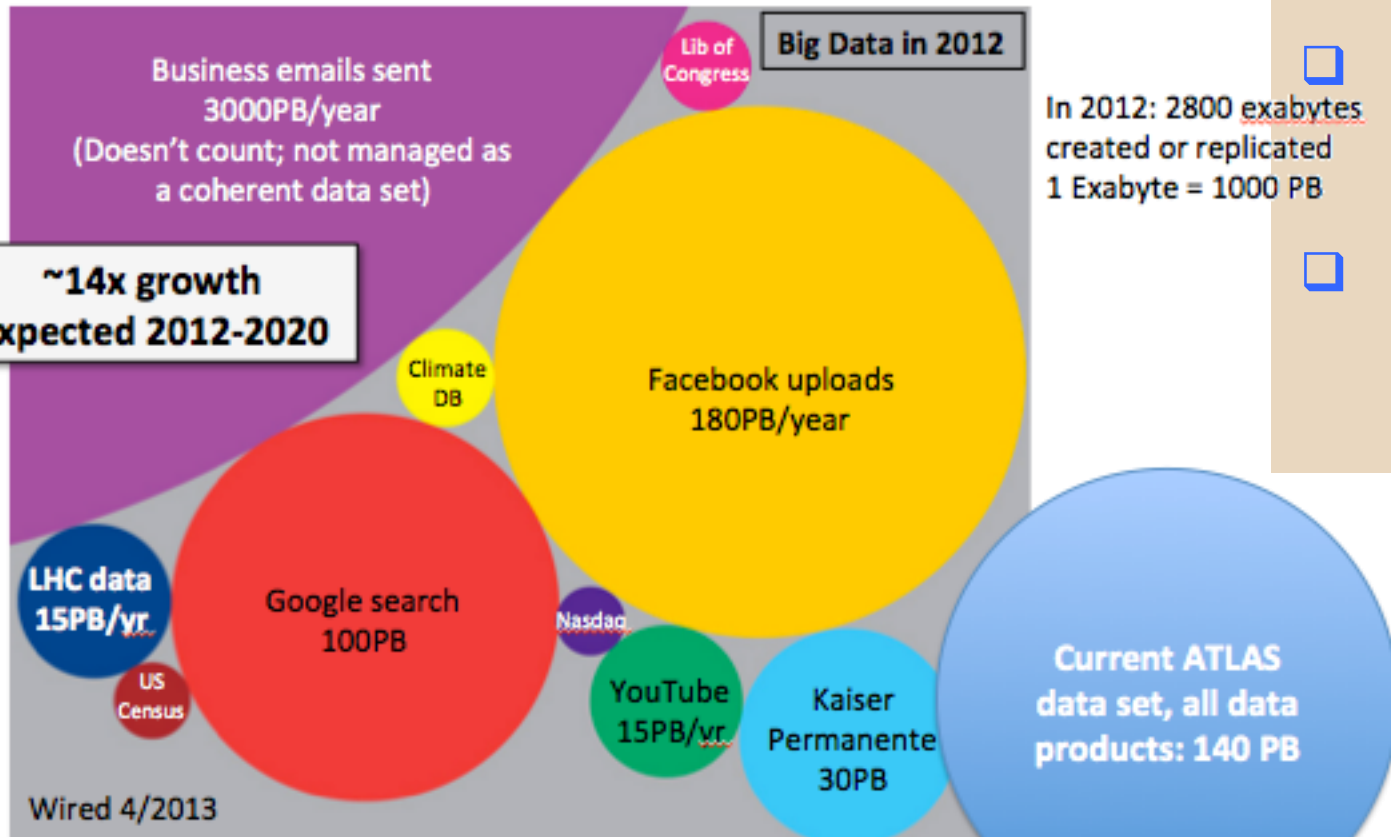 Business emails sent
3000PB/year
(Doesn't count; not managed as
a coherent data set)
Lib of
Congress
Big Data in 2012
In 2012: 2800 exabytes
created or replicated
1 Exabyte = 1000 PB
~14x growth
xpected 2012-2020
Climate
DB
Facebook uploads
180PB/year
LHC data
15PB/yr
Google search
100PB
Nasdaq
US
Census
YouTube
15PB/yr
Kaiser
Permanente
30PB
Current ATLAS
data set, all data
products: 140 PB
Wired 4/2013